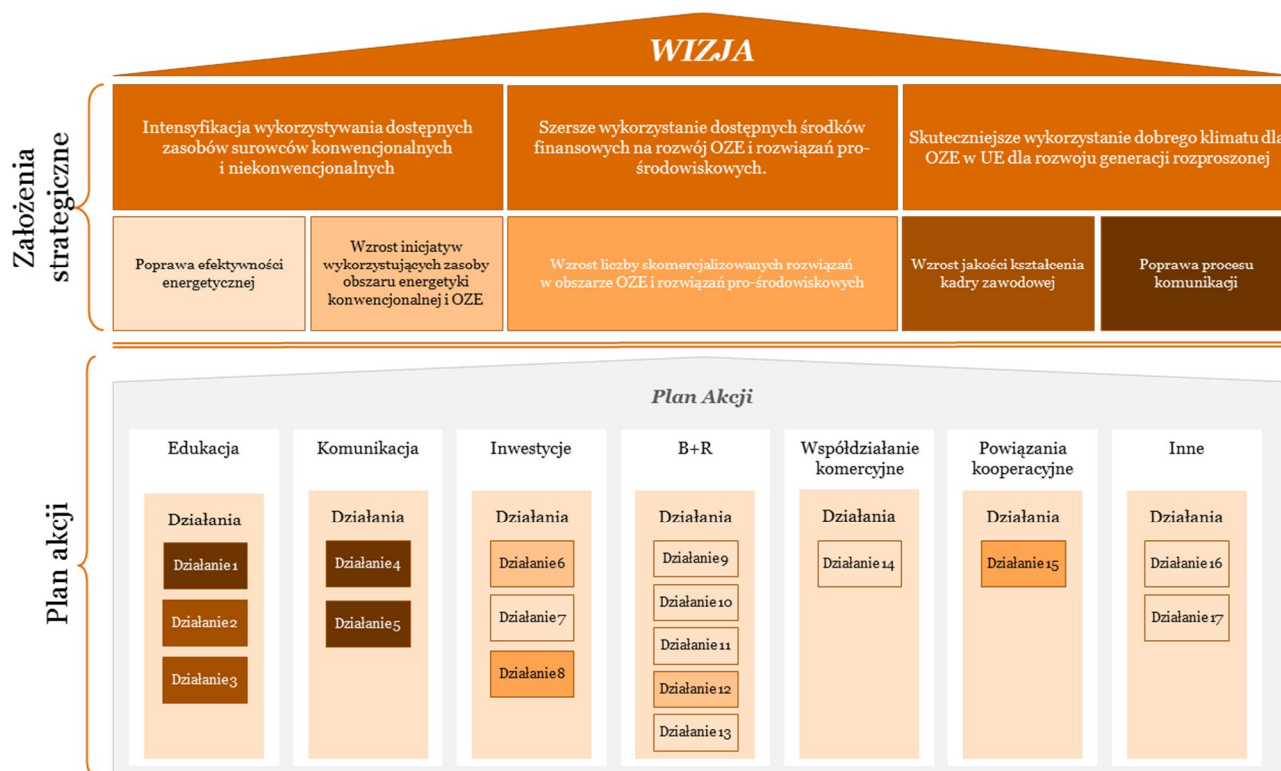 WIZJA
Założenia
strategiczne
Intensyfikacja wykorzystywania dostępnych
zasobów surowców konwencjonalnych
i niekonwencjonalnych
Szersze wykorzystanie dostępnych środków
finansowych na rozwój OZE i rozwiązań pro-
środowiskowych.
Skuteczniejsze wykorzystanie dobrego klimatu dla
OZE w UE dla rozwoju generacji rozproszonej
Poprawa efektywności
energetycznej
Wzrost inicjatyw
wykorzystujących zasoby
obszaru energetyki
konwencjonalnej i OZE
Wzrost liczby skomercjalizowanych rozwiązań
w obszarze OZE i rozwiązań pro-środowiskowych
Wzrost jakości kształcenia
kadry zawodowej
Poprawa procesu
komunikacji
Plan akcji
Plan Akcji
Edukacja
Działania
Działanie 1
Działanie 2
Działanie 3
Komunikacja
Działania
Działanie 4
Działanie 5
Inwestycje
Działania
Działanie 6
Działanie 7
Działanie 8
B+R
Działania
Działanie 9
Działanie 10
Działanie 11
Działanie 12
Działanie 13
Współdziałanie
komercyjne
Działania
Działanie 14
Powiązania
kooperacyjne
Działania
Działanie 15
Inne
Działania
Działanie 16
Działanie 17